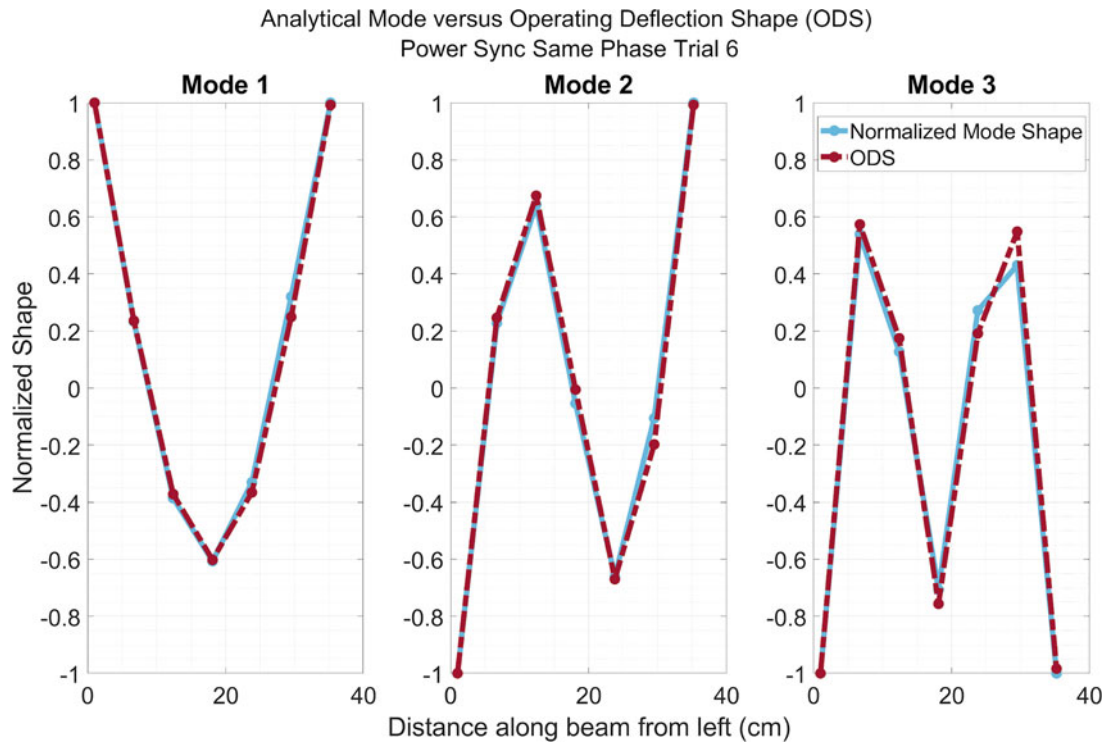 Analytical Mode versus Operating Deflection Shape (ODS)
Power Sync Same Phase Trial 6
Mode 1
Mode 2
Mode 3
Normalized Shape
1
0.8
0.6
0.4
0.2
0
-0.2
-0.4
-0.6
-0.8
-1
0 20 40
1
0.8
0.6
0.4
0.2
0
-0.2
-0.4
-0.6
-0.8
-1
0 20 40
1
0.8
0.6
0.4
0.2
0
-0.2
-0.4
-0.6
-0.8
-1
0 20 40
Normalized Mode Shape
ODS
Distance along beam from left (cm)